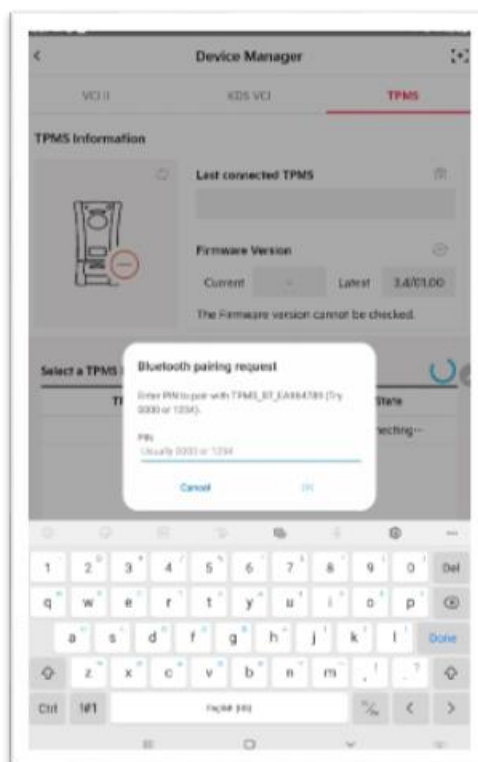 Device Manager
VCI II
KDS VCI
TPMS
TPMS Information
Last connected TPMS
Firmware Version
Current
-
Latest
3.4/01.00
The Firmware version cannot be checked.
Select a TPMS
State
Bluetooth pairing request
Enter PIN to pair with (Try
0000 or 1234).
PIN
Usually 0000 or 1234
Cancel
OK
1 2 3 4 5 6 7 8 9 0 Del
q w e r t y u i o p
a s d f g h j k l Done
z x c v b n m , ! . ?
Ctrl !#1 English < >